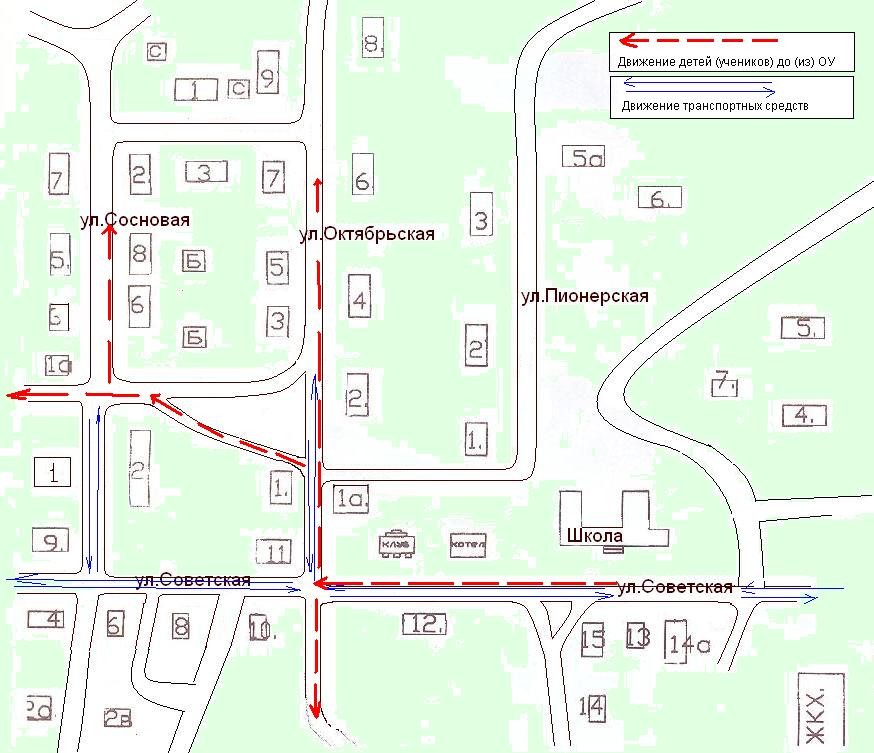 8.
Движение детей (учеников) до (из) ОУ
Движение транспортных средств
С
9
1
С
5а
7
2.
3
7
6.
6.
ул.Сосновая
3
ул.Октябрьская
5.
8
Б
5
ул.Пионерская
6
4
3
5.
Б
2
1а
7.
2.
4.
1.
1
2
1.
1а
Школа
9.
11
КЛУБ
КОТЕЛ
ул.Советская
ул.Советская
4
6
8
10.
12.
15
13
14а
2а
2в
14
ЖКХ.